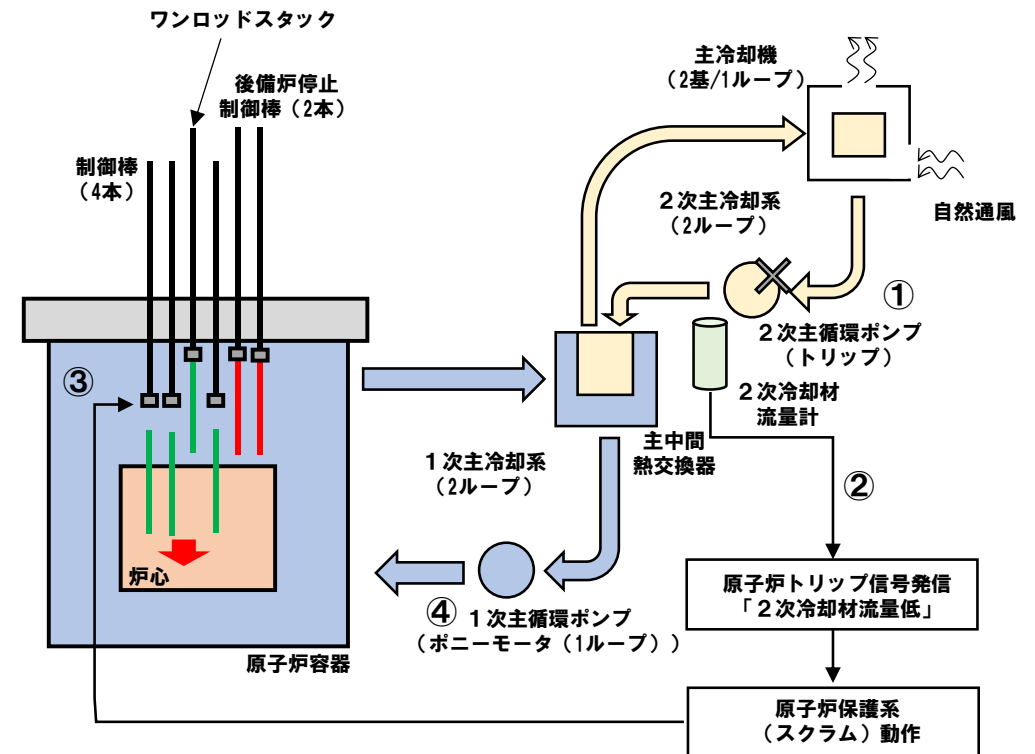 ワンロッドスタック
後備炉停止
制御棒（2本）
制御棒
（4本）
主冷却機
（2基/1ループ）
自然通風
２次主冷却系
（2ループ）
①
２次主循環ポンプ
（トリップ）
２次冷却材
流量計
③
主中間
熱交換器
１次主冷却系
（2ループ）
②
炉心
④
１次主循環ポンプ
（ポニーモータ（1ループ））
原子炉容器
原子炉トリップ信号発信
「２次冷却材流量低」
原子炉保護系
（スクラム）動作